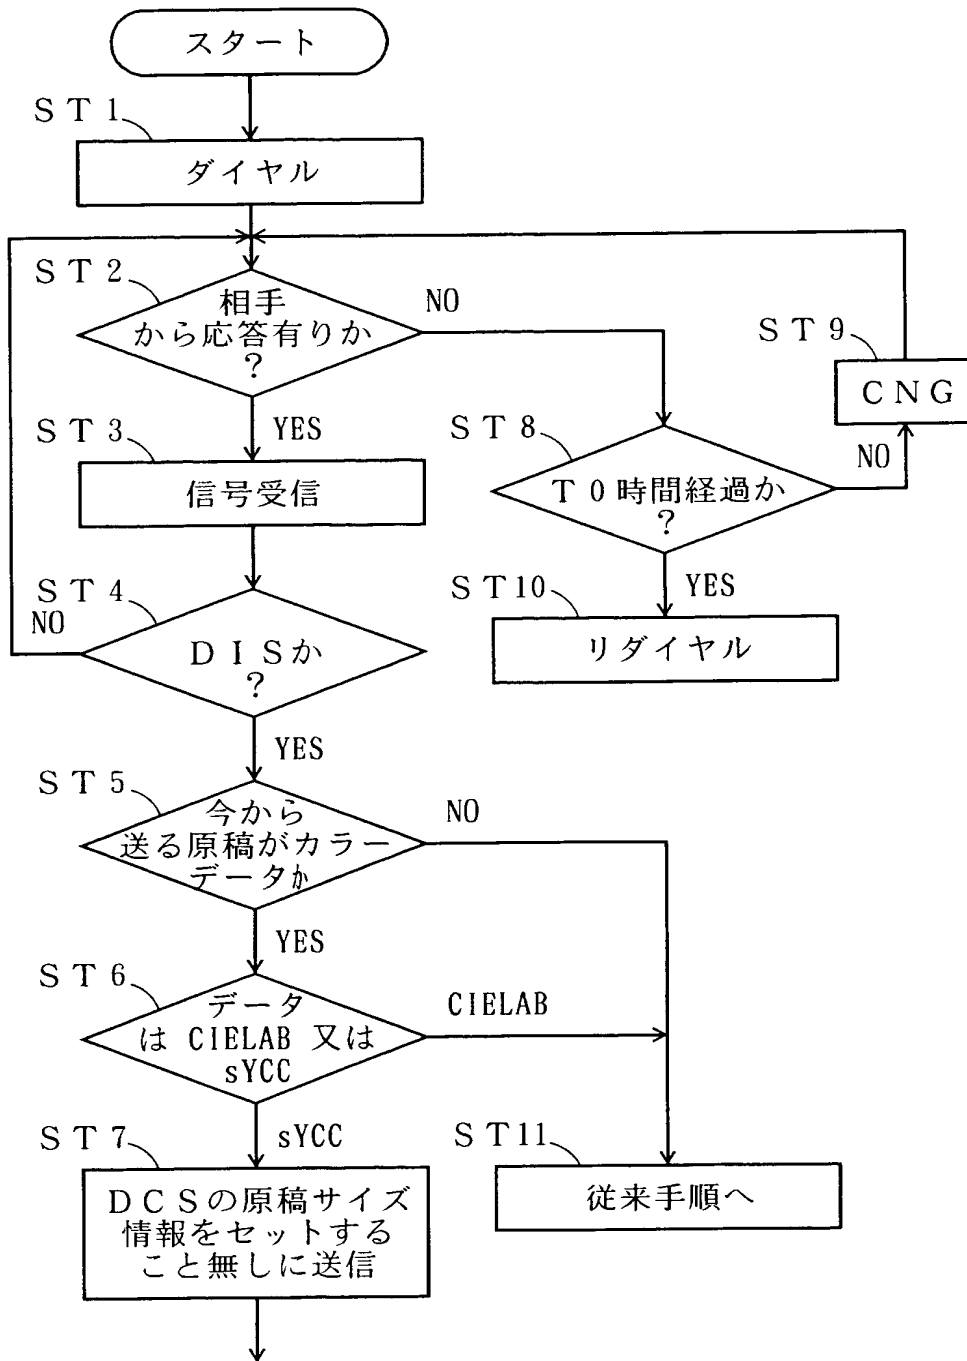 スタート
ＳＴ１
ダイヤル
ＳＴ２
相手
から応答有りか
？
NO
YES
ＳＴ３
信号受信
ＳＴ４
ＤＩＳか
？
NO
YES
ＳＴ８
Ｔ０時間経過か
？
NO
ＳＴ９
ＣＮＧ
YES
ＳＴ10
リダイヤル
ＳＴ５
今から
送る原稿がカラー
データか
NO
YES
ＳＴ６
データ
は CIELAB 又は
sYCC
CIELAB
sYCC
ＳＴ７
ＤＣＳの原稿サイズ
情報をセットする
こと無しに送信
ＳＴ11
従来手順へ